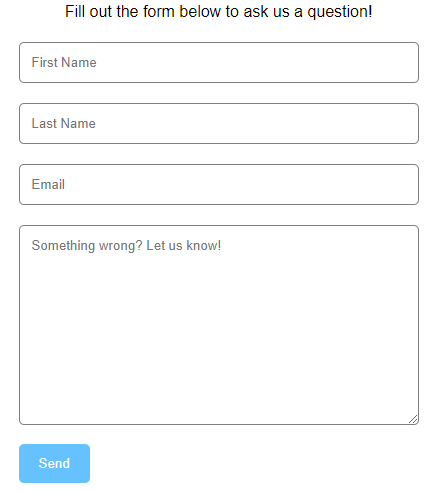 Fill out the form below to ask us a question!
First Name
Last Name
Email
Something wrong? Let us know!
Send